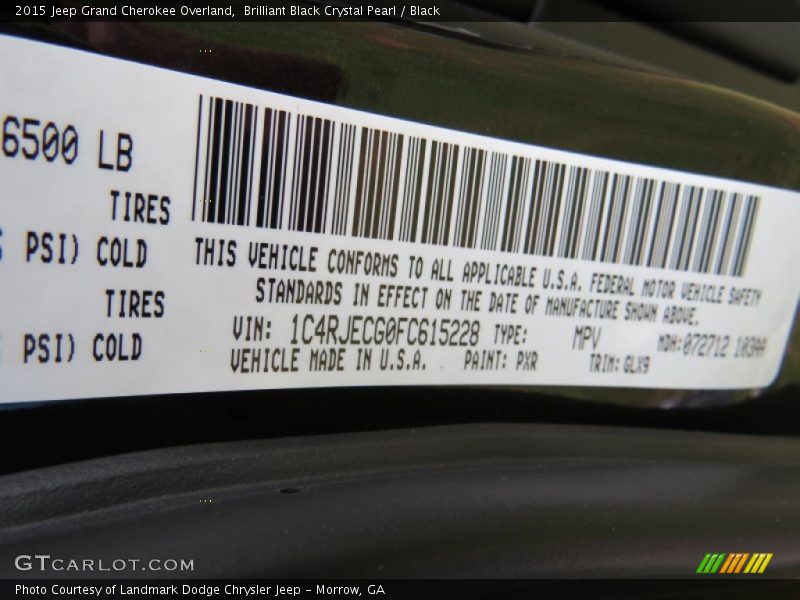 2015 Jeep Grand Cherokee Overland, Brilliant Black Crystal Pearl / Black
6500 LB
TIRES
PSI) COLD
TIRES
PSI) COLD
THIS VEHICLE CONFORMS TO ALL APPLICABLE U.S.A. FEDERAL MOTOR VEHICLE SAFETY
STANDARDS IN EFFECT ON THE DATE OF MANUFACTURE SHOWN ABOVE.
VIN: 1C4RJECG0FC615228 TYPE: MPV MDH:072712 103AA
VEHICLE MADE IN U.S.A. PAINT: PXR TRIM:GLX9
GTCARLOT.COM
Photo Courtesy of Landmark Dodge Chrysler Jeep - Morrow, GA